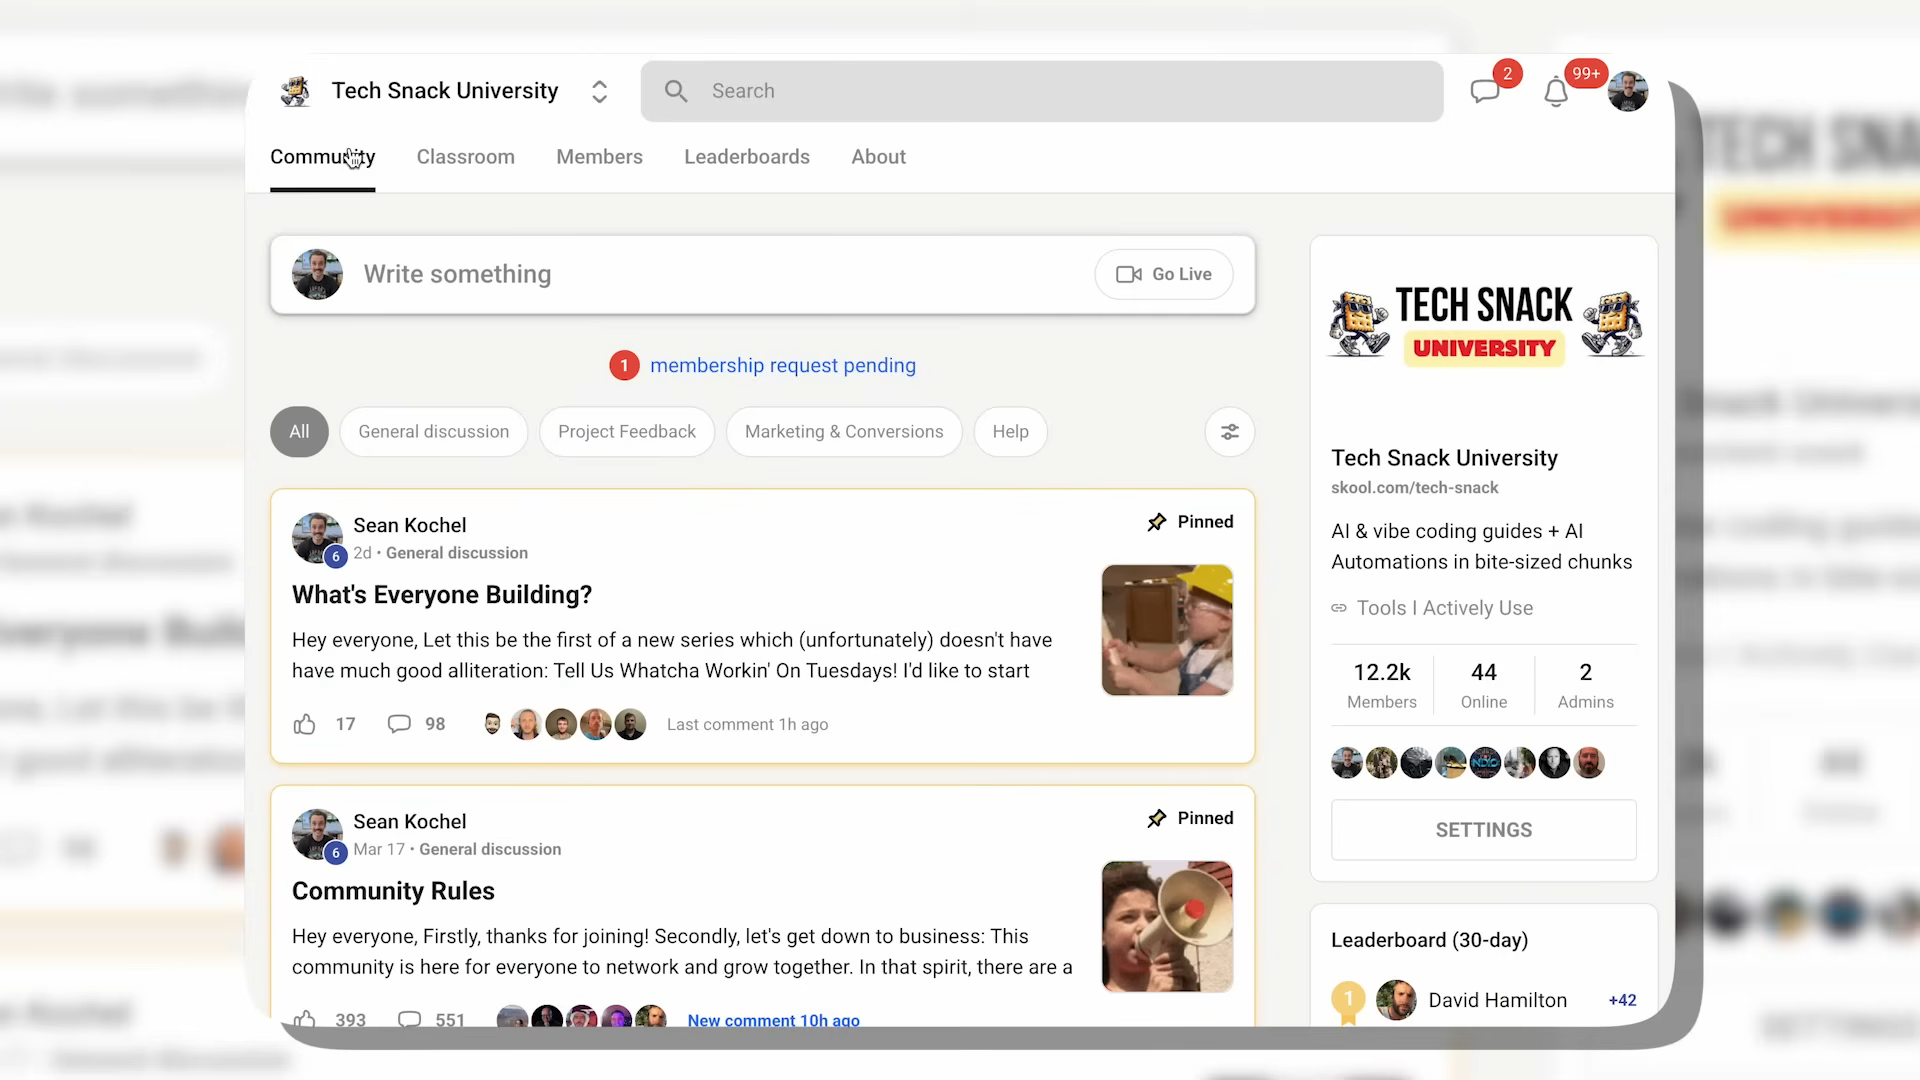 Tech Snack University
Search
2
99+
Community
Classroom
Members
Leaderboards
About
Write something
Go Live
1 membership request pending
All
General discussion
Project Feedback
Marketing & Conversions
Help
Sean Kochel
6
2d • General discussion
Pinned
What's Everyone Building?
Hey everyone, Let this be the first of a new series which (unfortunately) doesn't have
have much good alliteration: Tell Us Whatcha Workin' On Tuesdays! I'd like to start
17
98
Last comment 1h ago
Sean Kochel
6
Mar 17 • General discussion
Pinned
Community Rules
Hey everyone, Firstly, thanks for joining! Secondly, let's get down to business: This
community is here for everyone to network and grow together. In that spirit, there are a
393
551
New comment 10h ago
TECH SNACK
UNIVERSITY
Tech Snack University
skool.com/tech-snack
AI & vibe coding guides + AI
Automations in bite-sized chunks
Tools I Actively Use
12.2k
Members
44
Online
2
Admins
SETTINGS
Leaderboard (30-day)
1
David Hamilton
+42